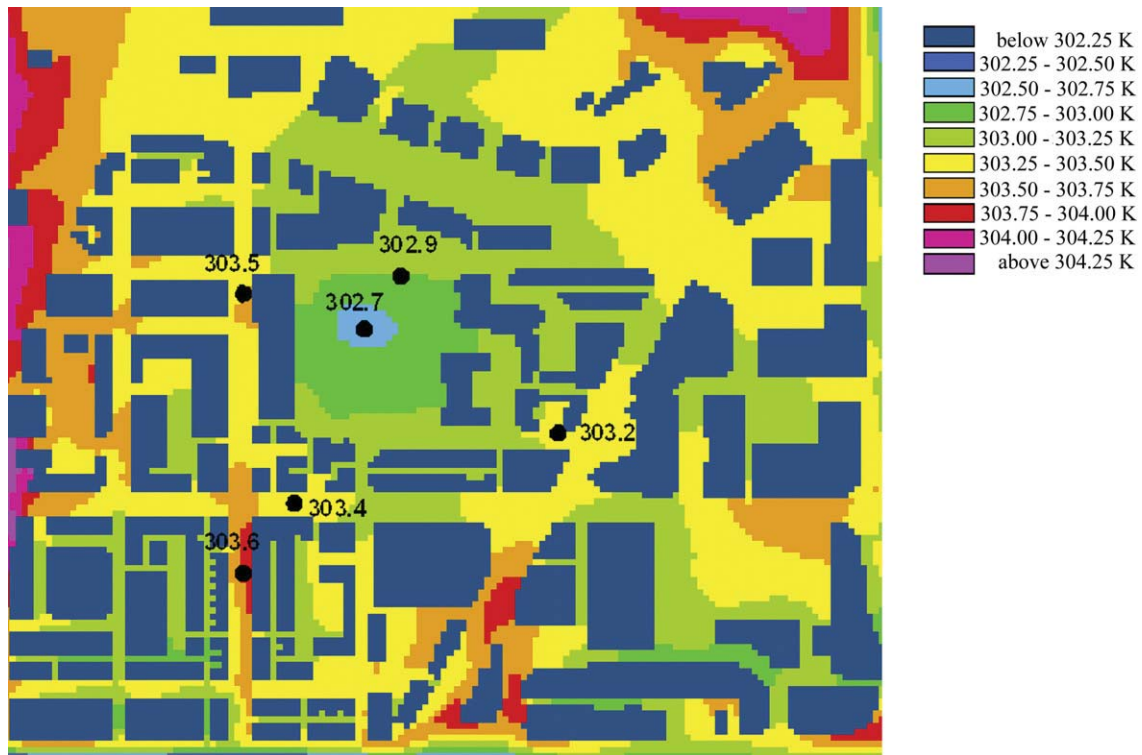 below 302.25 K
302.25 - 302.50 K
302.50 - 302.75 K
302.75 - 303.00 K
303.00 - 303.25 K
303.25 - 303.50 K
303.50 - 303.75 K
303.75 - 304.00 K
304.00 - 304.25 K
above 304.25 K
302.9
303.5
302.7
303.2
303.4
303.6